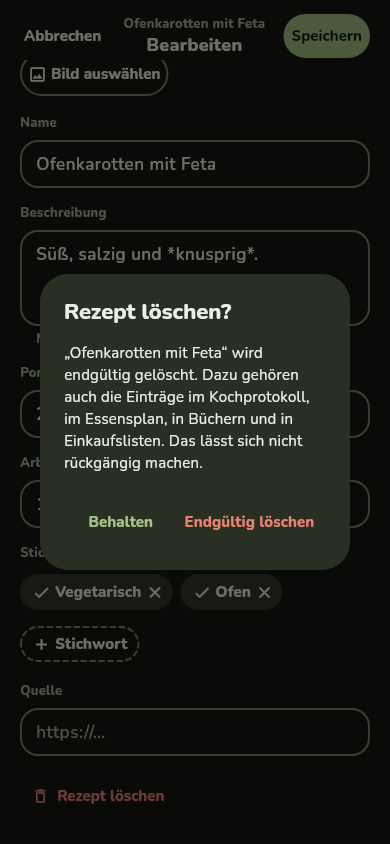 Abbrechen
Ofenkarotten mit Feta
Bearbeiten
Speichern
Bild auswählen
Name
Ofenkarotten mit Feta
Beschreibung
Süß, salzig und *knusprig*.
Rezept löschen?
„Ofenkarotten mit Feta“ wird
endgültig gelöscht. Dazu gehören
auch die Einträge im Kochprotokoll,
im Essensplan, in Büchern und in
Einkaufslisten. Das lässt sich nicht
rückgängig machen.
Behalten
Endgültig löschen
Vegetarisch
Ofen
Stichwort
Quelle
https://...
Rezept löschen